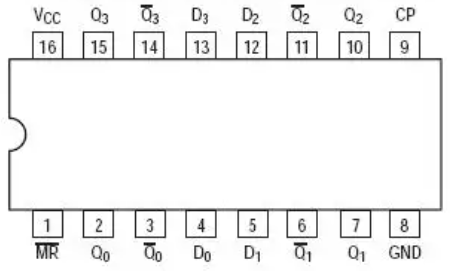 V_CC Q₃ Q̅₃ D₃ D₂ Q̅₂ Q₂ CP
16 15 14 13 12 11 10 9
1 2 3 4 5 6 7 8
M̅R̅ Q₀ Q̅₀ D₀ D₁ Q̅₁ Q₁ GND